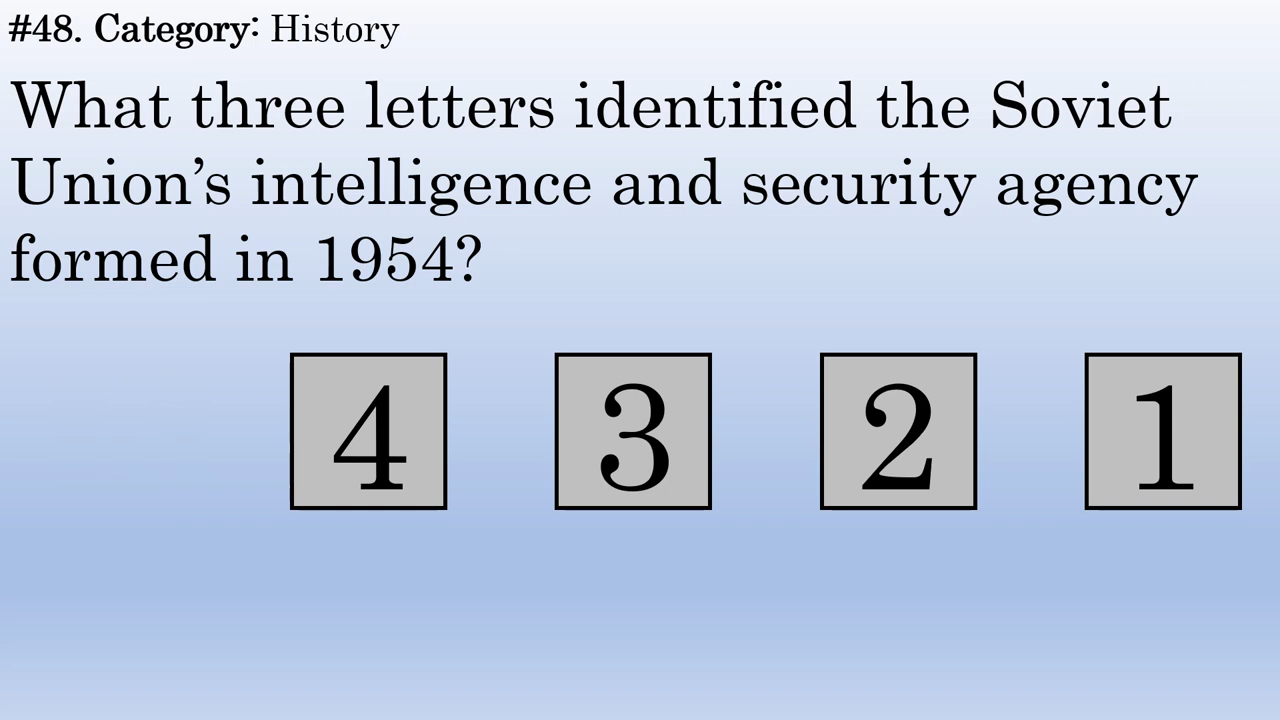 #48. Category: History
What three letters identified the Soviet
Union’s intelligence and security agency
formed in 1954?
4 3 2 1